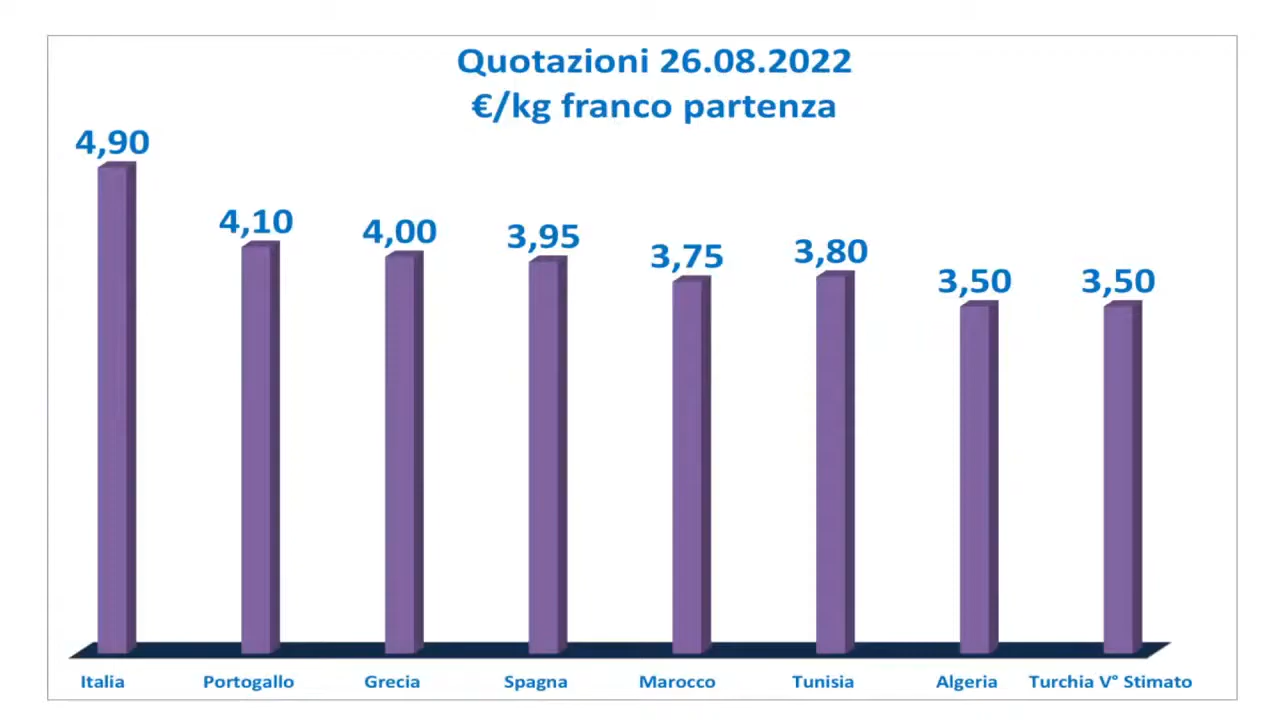 Quotazioni 26.08.2022
€/kg franco partenza
4,90
4,10
4,00
3,95
3,75
3,80
3,50
3,50
Italia
Portogallo
Grecia
Spagna
Marocco
Tunisia
Algeria
Turchia V° Stimato